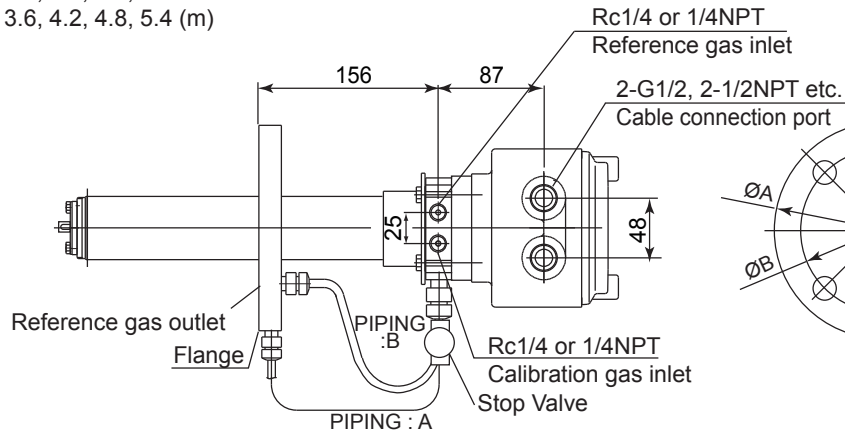 3.6, 4.2, 4.8, 5.4 (m)
Rc1/4 or 1/4NPT
Reference gas inlet
156
87
2-G1/2, 2-1/2NPT etc.
Cable connection port
ØA
25
48
ØB
Reference gas outlet
PIPING
:B
Flange
Rc1/4 or 1/4NPT
Calibration gas inlet
Stop Valve
PIPING : A